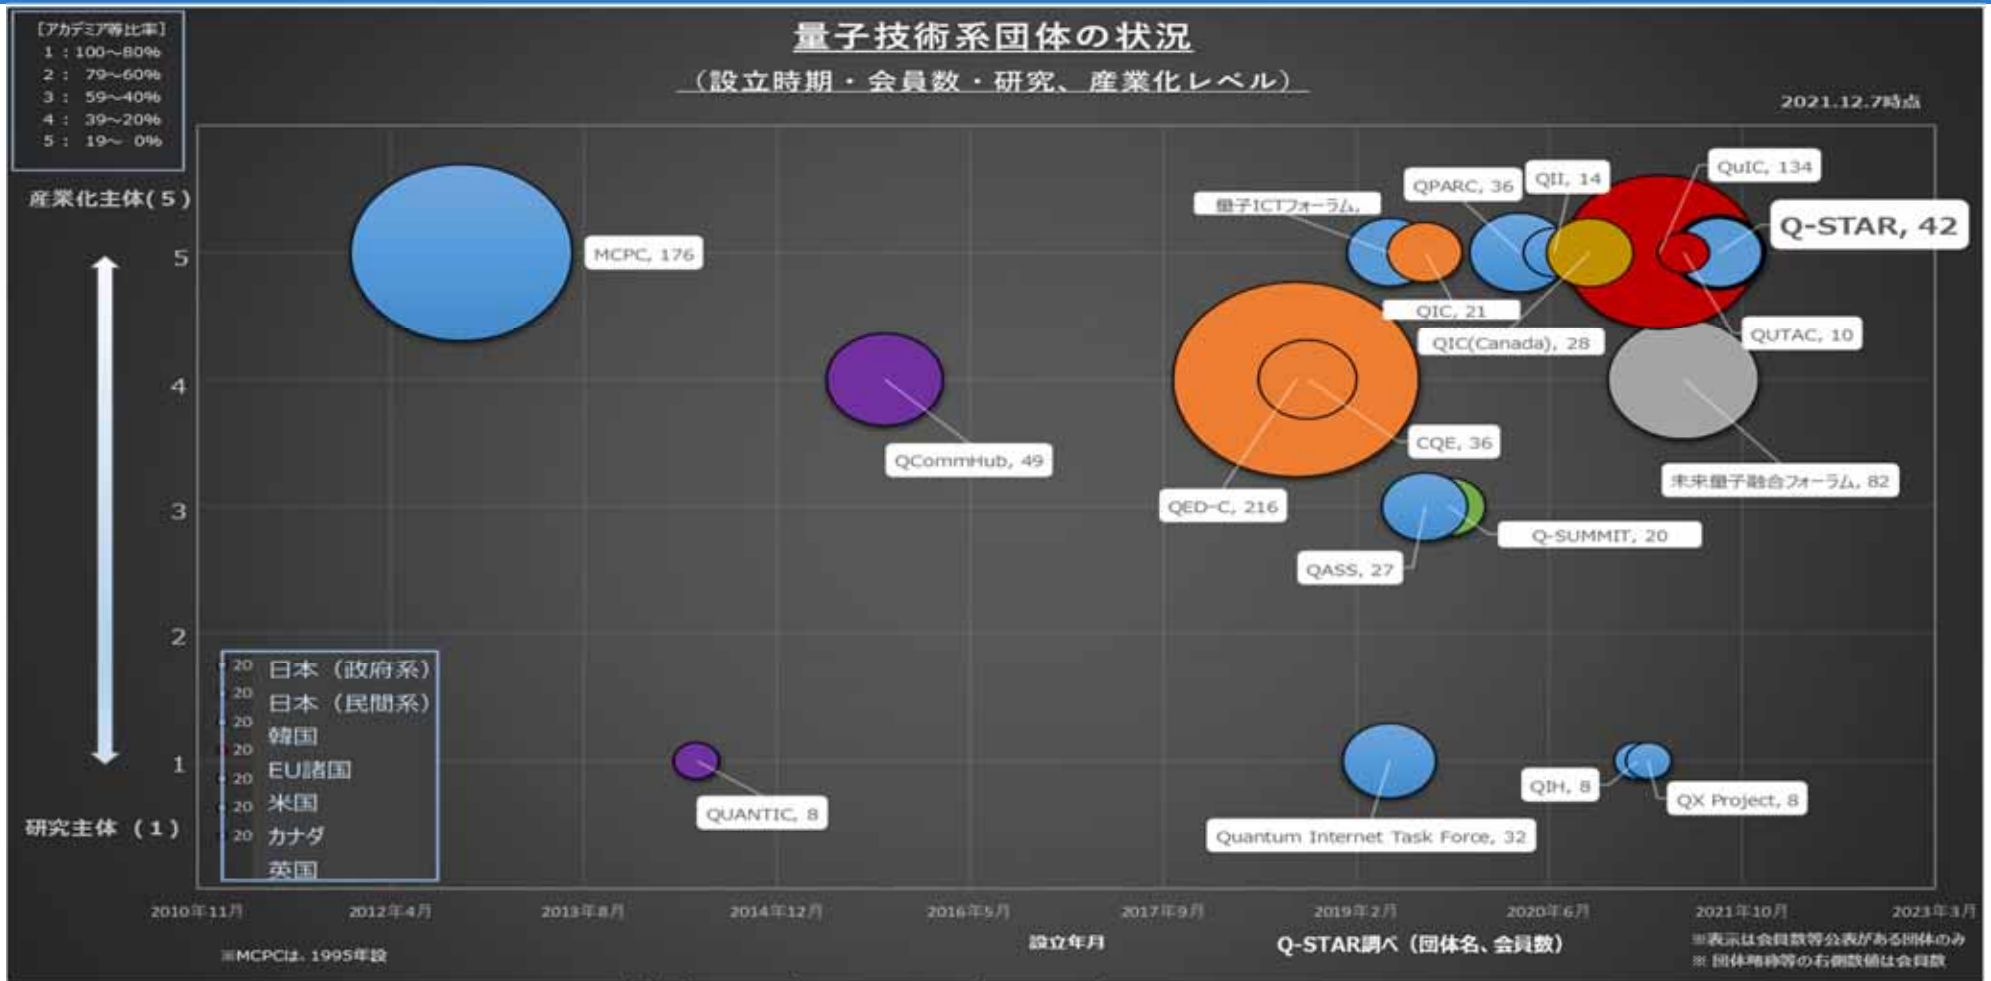 [アカデミア等比率]
1 : 100～80%
2 : 79～60%
3 : 59～40%
4 : 39～20%
5 : 19～ 0%
量子技術系団体の状況
（設立時期・会員数・研究、産業化レベル）
2021.12.7時点
産業化主体(5)
研究主体 (1)
5
4
3
2
1
MCPC, 176
QCommHub, 49
QUANTIC, 8
量子ICTフォーラム,
QPARC, 36
QII, 14
QuIC, 134
Q-STAR, 42
QIC, 21
QIC(Canada), 28
QUTAC, 10
CQE, 36
QED-C, 216
未来量子融合フォーラム, 82
Q-SUMMIT, 20
QASS, 27
Quantum Internet Task Force, 32
QIH, 8
QX Project, 8
20
20
20
20
20
20
20
日本（政府系）
日本（民間系）
韓国
EU諸国
米国
カナダ
英国
2010年11月
2012年4月
2013年8月
2014年12月
2016年5月
2017年9月
2019年2月
2020年6月
2021年10月
2023年3月
設立年月
Q-STAR調べ（団体名、会員数）
※MCPCは、1995年設
※表示は会員数等公表がある団体のみ
※ 団体略称等の右側数値は会員数